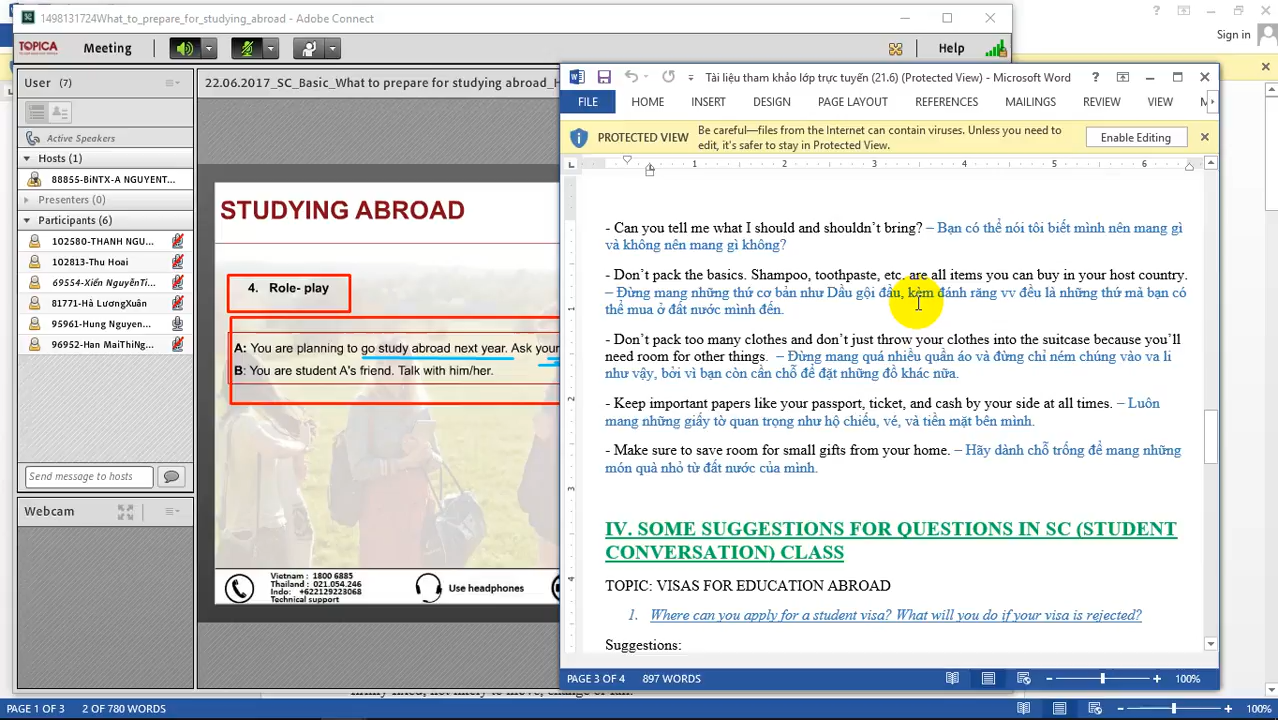 1498131724What_to_prepare_for_studying_abroad - Adobe Connect
Sign in
TOPICA
Meeting
Help
User (7)
Active Speakers
Hosts (1)
88855-BiNTX-A NGUYENT...
Presenters (0)
Participants (6)
102580-THANH NGU...
102813-Thu Hoai
69554-Xiển NguyễnTi...
81771-Hà LươngXuân
95961-Hung Nguyen...
96952-Han MaiThiNg...
Send message to hosts
Webcam
22.06.2017_SC_Basic_What to prepare for studying abroad_H
STUDYING ABROAD
4. Role- play
A: You are planning to go study abroad next year. Ask your
B: You are student A's friend. Talk with him/her.
Vietnam : 1800 6885
Thailand : 021.054.246
Indo: +622129223068
Technical support
Use headphones
Tài liệu tham khảo lớp trực tuyến (21.6) (Protected View) - Microsoft Word
FILE HOME INSERT DESIGN PAGE LAYOUT REFERENCES MAILINGS REVIEW VIEW
PROTECTED VIEW
Be careful—files from the Internet can contain viruses. Unless you need to
edit, it's safer to stay in Protected View.
Enable Editing
1 2 3 4 5 6
- Can you tell me what I should and shouldn't bring? – Bạn có thể nói tôi biết mình nên mang gì
và không nên mang gì không?
- Don't pack the basics. Shampoo, toothpaste, etc. are all items you can buy in your host country.
– Đừng mang những thứ cơ bản như Dầu gội đầu, kèm đánh răng vv đều là những thứ mà bạn có
thể mua ở đất nước mình đến.
- Don't pack too many clothes and don't just throw your clothes into the suitcase because you'll
need room for other things. – Đừng mang quá nhiều quần áo và đừng chỉ ném chúng vào va li
như vậy, bởi vì bạn còn cần chỗ để đặt những đồ khác nữa.
- Keep important papers like your passport, ticket, and cash by your side at all times. – Luôn
mang những giấy tờ quan trọng như hộ chiếu, vé, và tiền mặt bên mình.
- Make sure to save room for small gifts from your home. – Hãy dành chỗ trống để mang những
món quà nhỏ từ đất nước của mình.
IV. SOME SUGGESTIONS FOR QUESTIONS IN SC (STUDENT
CONVERSATION) CLASS
TOPIC: VISAS FOR EDUCATION ABROAD
1. Where can you apply for a student visa? What will you do if your visa is rejected?
Suggestions:
PAGE 3 OF 4 897 WORDS
100%
PAGE 1 OF 3 2 OF 780 WORDS
100%